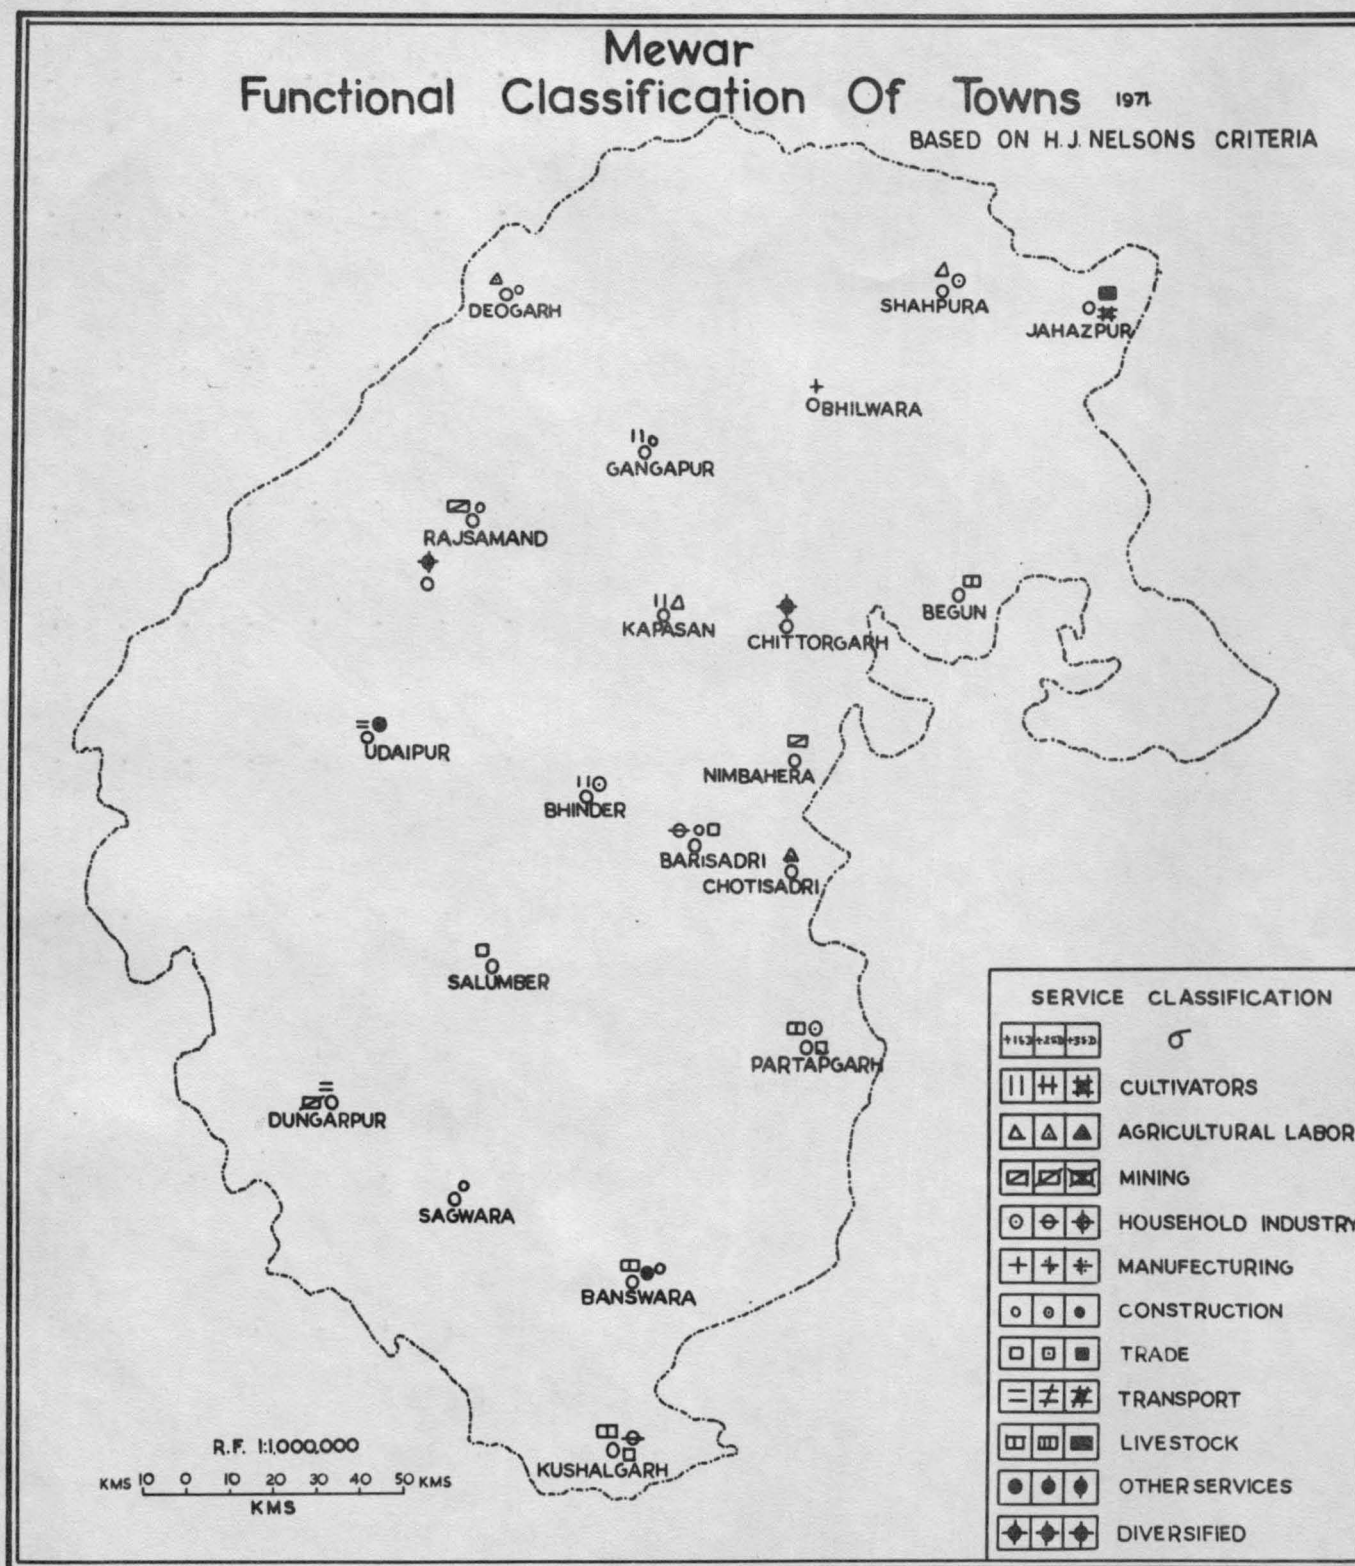 Mewar
Functional Classification Of Towns 1971
BASED ON H.J. NELSONS CRITERIA
DEOGARH
SHAHPURA
JAHAZPUR
BHILWARA
GANGAPUR
RAJSAMAND
KAPASAN
CHITTORGARH
BEGUN
UDAIPUR
NIMBAHERA
BHINDER
BARISADRI
CHOTISADRI
SALUMBER
PARTAPGARH
DUNGARPUR
SAGWARA
BANSWARA
KUSHALGARH
R.F. 1:1,000,000
KMS 10 0 10 20 30 40 50 KMS
KMS
SERVICE CLASSIFICATION
+1SD +2SD +3SD σ
CULTIVATORS
AGRICULTURAL LABOR
MINING
HOUSEHOLD INDUSTRY
MANUFECTURING
CONSTRUCTION
TRADE
TRANSPORT
LIVESTOCK
OTHER SERVICES
DIVERSIFIED